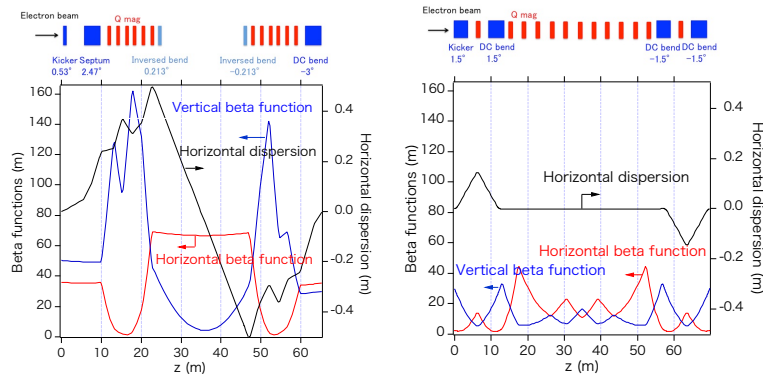 Electron beam
Q mag
Kicker Septum
0.53° 2.47°
Inversed bend
0.213°
Inversed bend
-0.213°
DC bend
-3°
160
140
120
100
80
60
40
20
0
Beta functions (m)
Vertical beta function
Horizontal dispersion
Horizontal beta function
0.4
0.2
0.0
-0.2
-0.4
Horizontal dispersion (m)
0 10 20 30 40 50 60
z (m)
Electron beam
Q mag
Kicker
1.5°
DC bend
1.5°
DC bend
-1.5°
DC bend
-1.5°
160
140
120
100
80
60
40
20
0
Beta functions (m)
Horizontal dispersion
Horizontal beta function
Vertical beta function
0.4
0.2
0.0
-0.2
-0.4
Horizontal dispersion (m)
0 10 20 30 40 50 60
z (m)